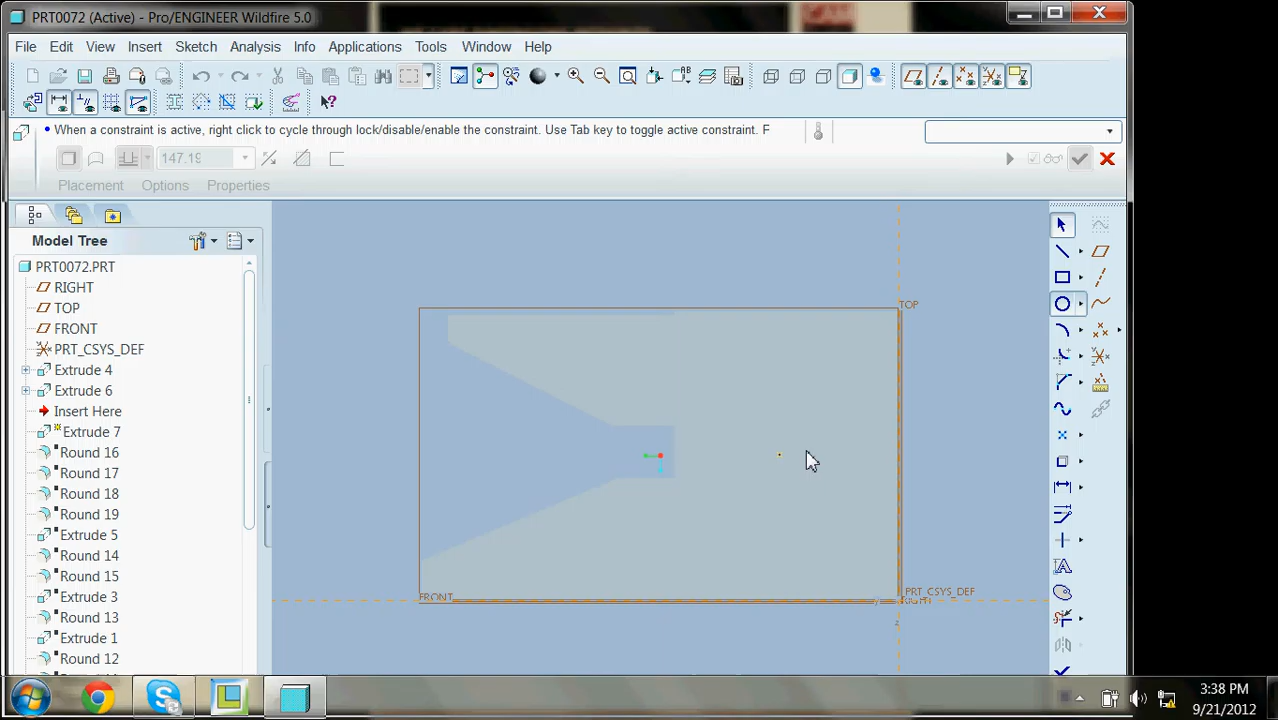 PRT0072 (Active) - Pro/ENGINEER Wildfire 5.0
File Edit View Insert Sketch Analysis Info Applications Tools Window Help
• When a constraint is active, right click to cycle through lock/disable/enable the constraint. Use Tab key to toggle active constraint. F
147.19
Placement Options Properties
Model Tree
PRT0072.PRT
RIGHT
TOP
FRONT
PRT_CSYS_DEF
Extrude 4
Extrude 6
Insert Here
Extrude 7
Round 16
Round 17
Round 18
Round 19
Extrude 5
Round 14
Round 15
Extrude 3
Round 13
Extrude 1
Round 12
TOP
FRONT
PRT_CSYS_DEF
RIGHT
z
3:38 PM
9/21/2012